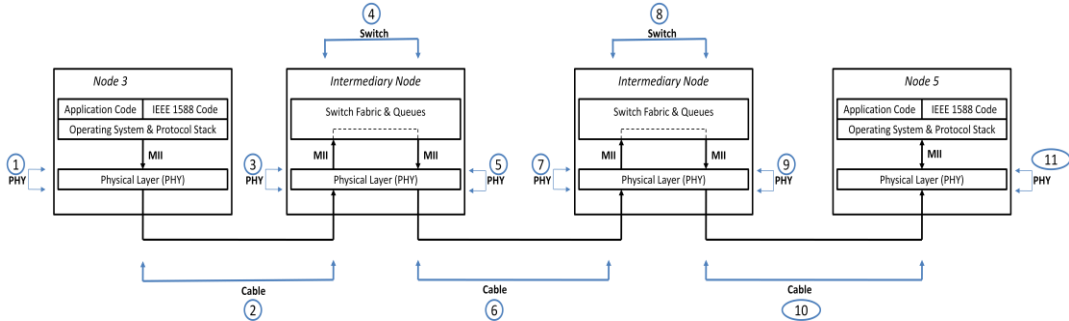 4
Switch
8
Switch
Node 3
Intermediary Node
Intermediary Node
Node 5
Application Code
IEEE 1588 Code
Operating System & Protocol Stack
Switch Fabric & Queues
Switch Fabric & Queues
Application Code
IEEE 1588 Code
Operating System & Protocol Stack
MII
MII
MII
MII
MII
MII
1
PHY
Physical Layer (PHY)
3
PHY
Physical Layer (PHY)
5
PHY
7
PHY
Physical Layer (PHY)
9
PHY
Physical Layer (PHY)
11
PHY
Cable
2
Cable
6
Cable
10